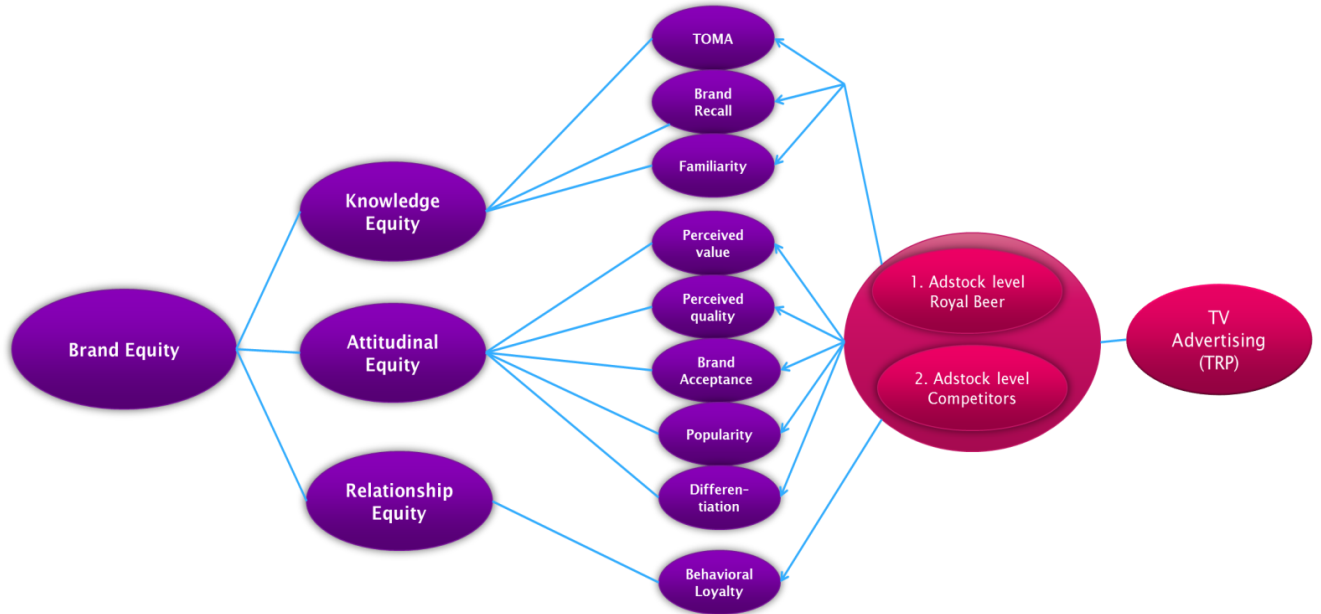 TOMA
Brand
Recall
Familiarity
Knowledge
Equity
Perceived
value
Perceived
quality
1. Adstock level
Royal Beer
TV
Advertising
(TRP)
Brand Equity
Attitudinal
Equity
Brand
Acceptance
2. Adstock level
Competitors
Popularity
Relationship
Equity
Differen-
tiation
Behavioral
Loyalty